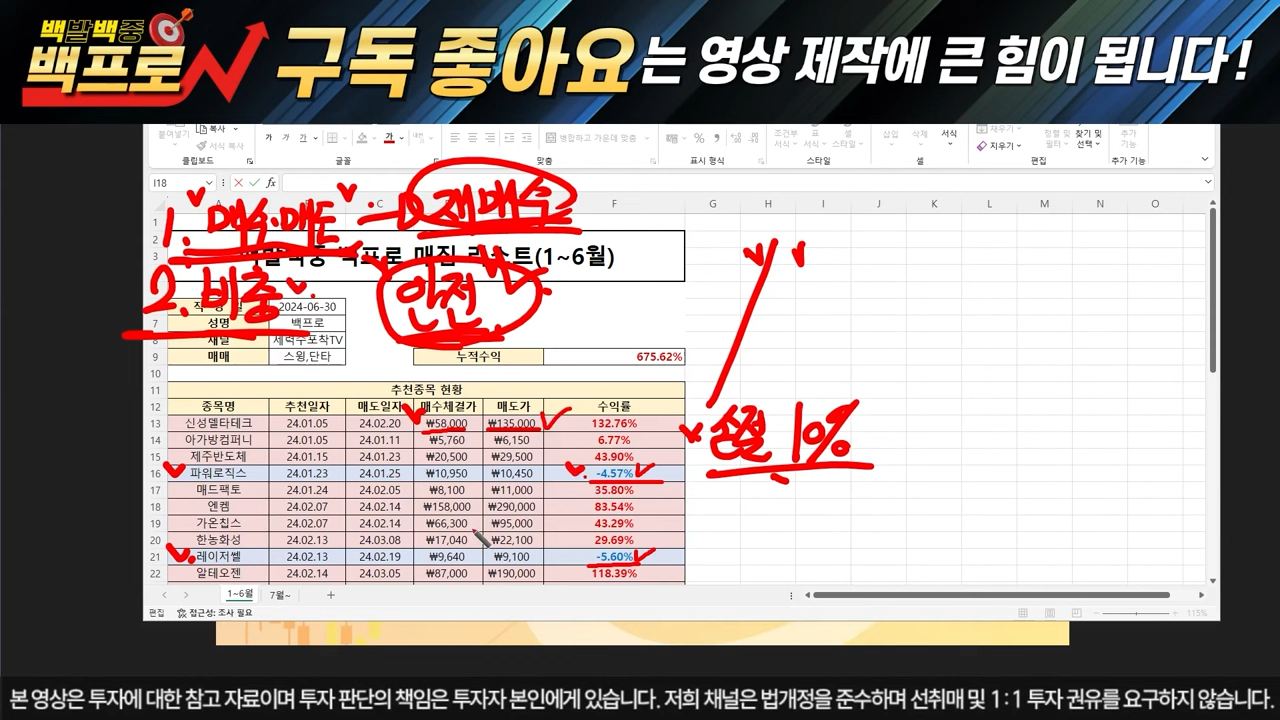 백발백중
백프로
구독 좋아요는 영상 제작에 큰 힘이 됩니다!
붙여넣기 복사 서식 복사
가 가 가 가
병합하고 가운데 맞춤
조건부 서식 표 서식 셀 스타일 삽입 삭제 서식
채우기 지우기 정렬 및 필터 찾기 및 선택 추가 기능
클립보드 글꼴 맞춤 표시 형식 스타일 셀 편집 추가 기능
I18 fx
C F G H I J K L M N O
1. 매수.매도 → 재매수
백발백중 백프로 매집 리스트(1~6월)
2. 비중 안전
2024-06-30
7 성명 백프로
8 채널 세력수포착TV
9 매매 스윙,단타 누적수익 675.62%
10
11 추천종목 현황
12 종목명 추천일자 매도일자 매수체결가 매도가 수익률
13 신성델타테크 24.01.05 24.02.20 ₩58,000 ₩135,000 132.76%
14 아가방컴퍼니 24.01.05 24.01.11 ₩5,760 ₩6,150 6.77%
15 제주반도체 24.01.15 24.01.23 ₩20,500 ₩29,500 43.90%
16 파워로직스 24.01.23 24.01.25 ₩10,950 ₩10,450 -4.57%
17 매드팩토 24.01.24 24.02.05 ₩8,100 ₩11,000 35.80%
18 엔켐 24.02.07 24.02.14 ₩158,000 ₩290,000 83.54%
19 가온칩스 24.02.07 24.02.14 ₩66,300 ₩95,000 43.29%
20 한농화성 24.02.13 24.03.08 ₩17,040 ₩22,100 29.69%
21 레이저쎌 24.02.13 24.02.19 ₩9,640 ₩9,100 -5.60%
22 알테오젠 24.02.14 24.03.05 ₩87,000 ₩190,000 118.39%
손절 10%
1~6월 7월~ +
편집 접근성: 조사 필요 115%
본 영상은 투자에 대한 참고 자료이며 투자 판단의 책임은 투자자 본인에게 있습니다. 저희 채널은 법개정을 준수하며 선취매 및 1:1 투자 권유를 요구하지 않습니다.